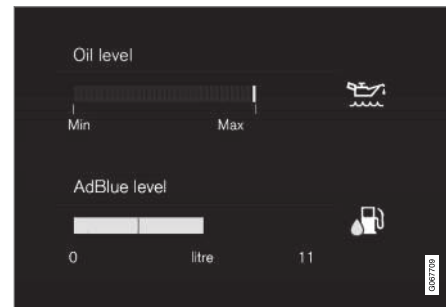 Oil level
Min Max
AdBlue level
0 litre 11
G067709